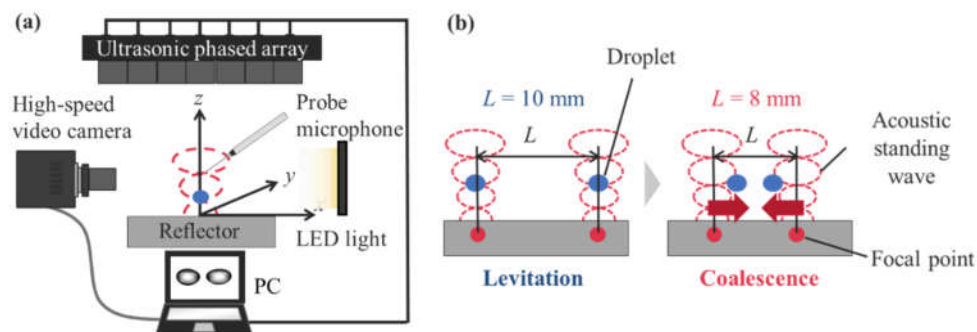 (a)
Ultrasonic phased array
High-speed
video camera
z
Probe
microphone
y
Reflector
LED light
PC
(b)
Droplet
L = 10 mm
L = 8 mm
L
L
Acoustic
standing
wave
Focal point
Levitation
Coalescence